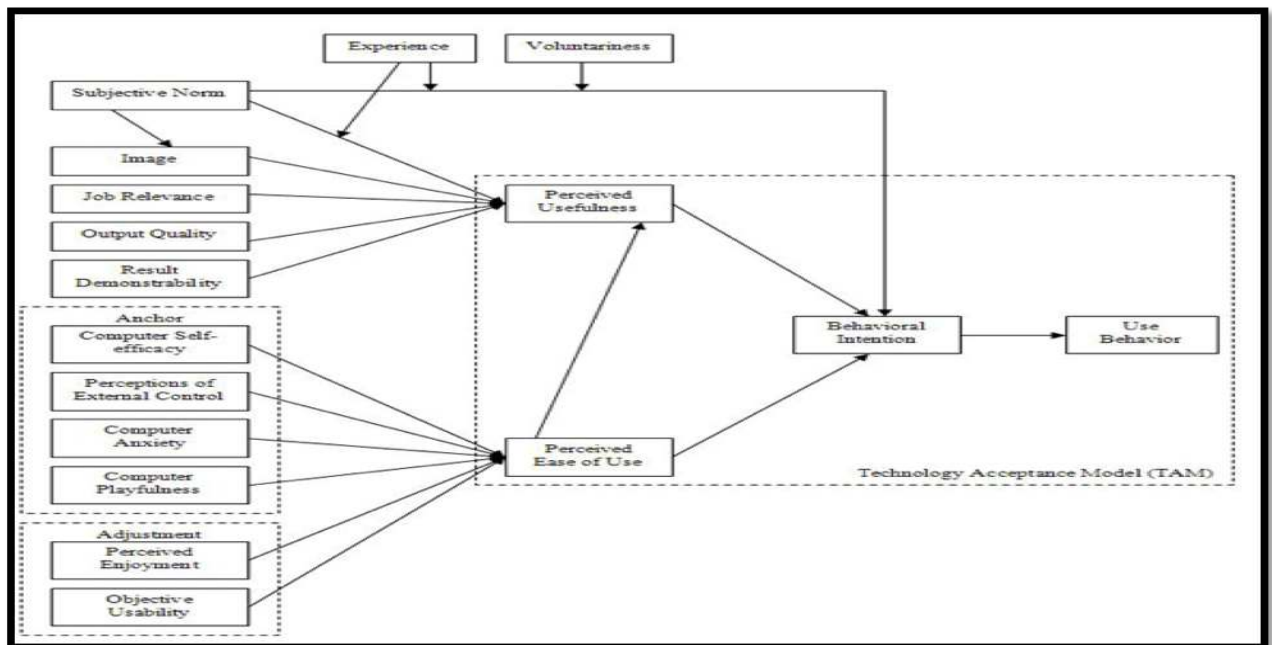 Experience
Voluntariness
Subjective Norm
Image
Job Relevance
Output Quality
Result
Demonstrability
Anchor
Computer Self-
efficacy
Perceptions of
External Control
Computer
Anxiety
Computer
Playfulness
Adjustment
Perceived
Enjoyment
Objective
Usability
Perceived
Usefulness
Perceived
Ease of Use
Behavioral
Intention
Use
Behavior
Technology Acceptance Model (TAM)